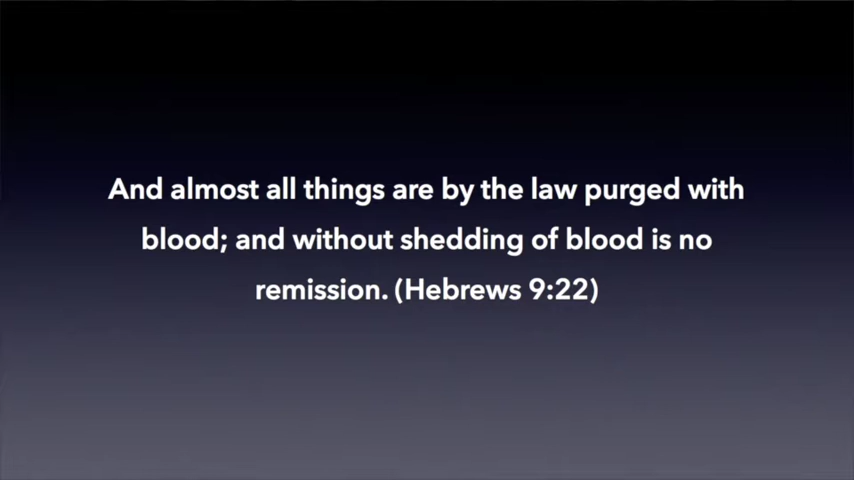 And almost all things are by the law purged with
blood; and without shedding of blood is no
remission. (Hebrews 9:22)